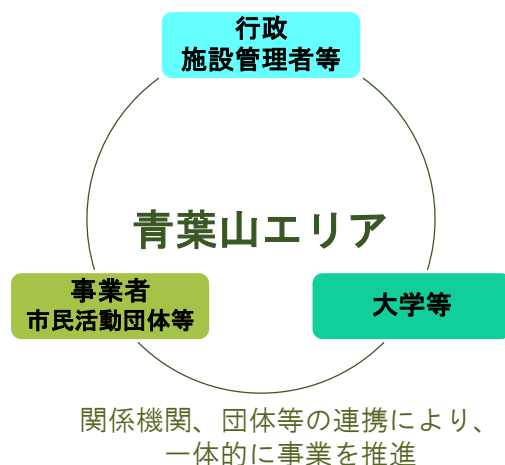 行政
施設管理者等
青葉山エリア
事業者
市民活動団体等
大学等
関係機関、団体等の連携により、
一体的に事業を推進